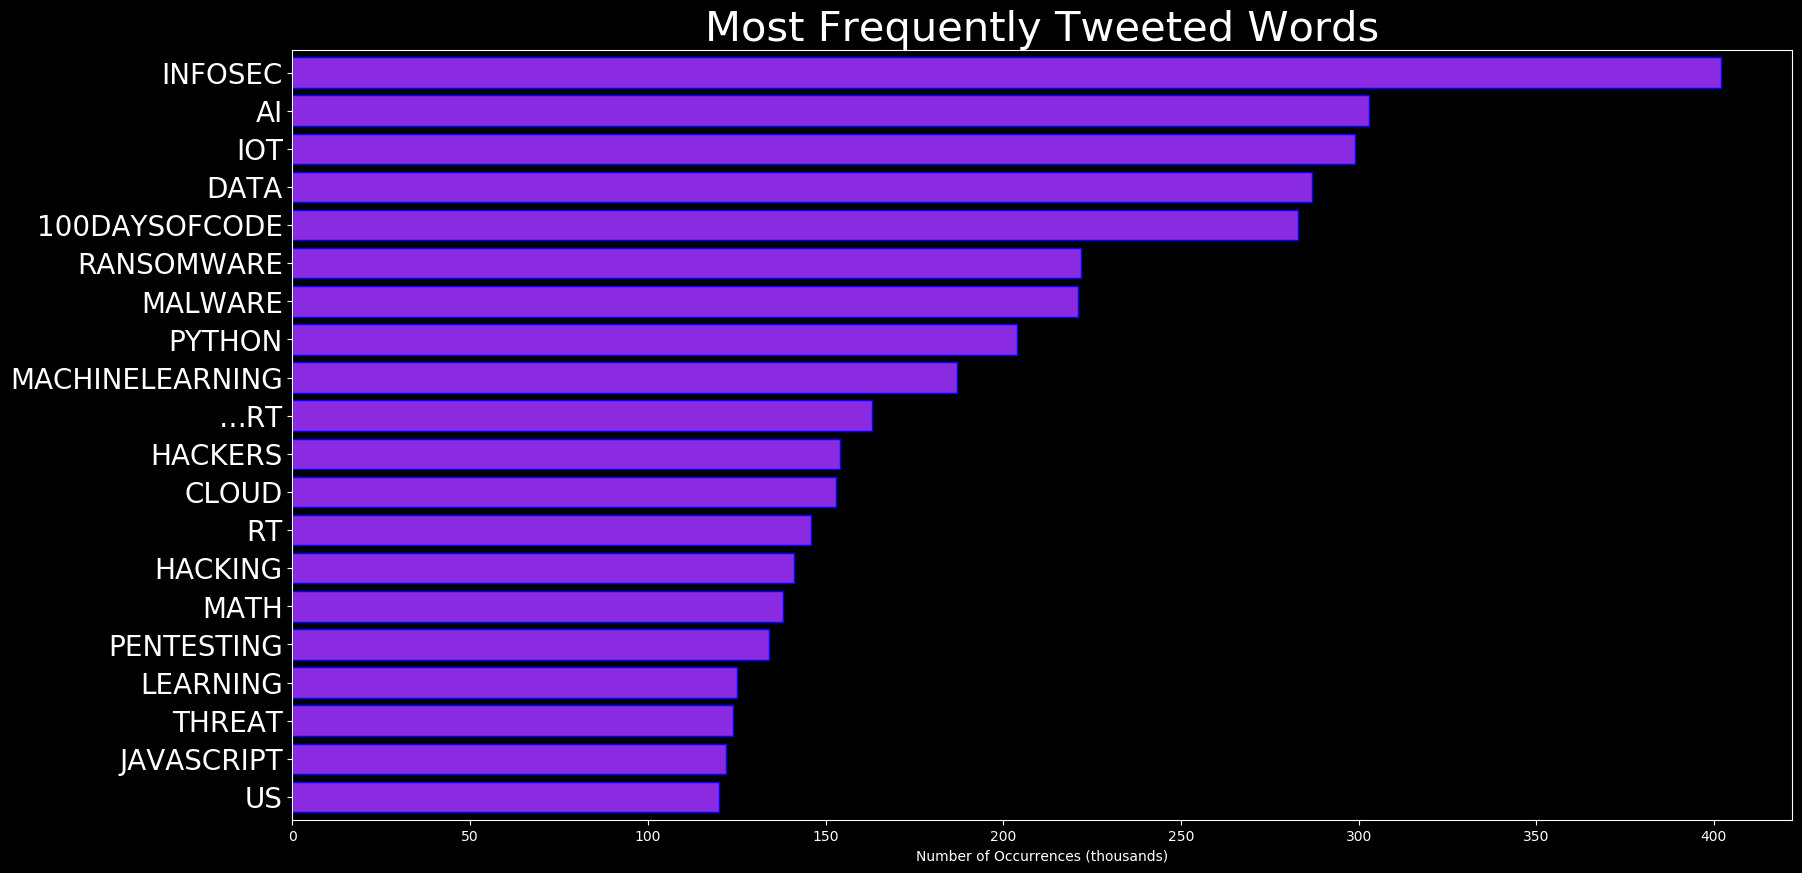 Most Frequently Tweeted Words
INFOSEC
AI
IOT
DATA
100DAYSOFCODE
RANSOMWARE
MALWARE
PYTHON
MACHINELEARNING
…RT
HACKERS
CLOUD
RT
HACKING
MATH
PENTESTING
LEARNING
THREAT
JAVASCRIPT
US
0 50 100 150 200 250 300 350 400
Number of Occurrences (thousands)